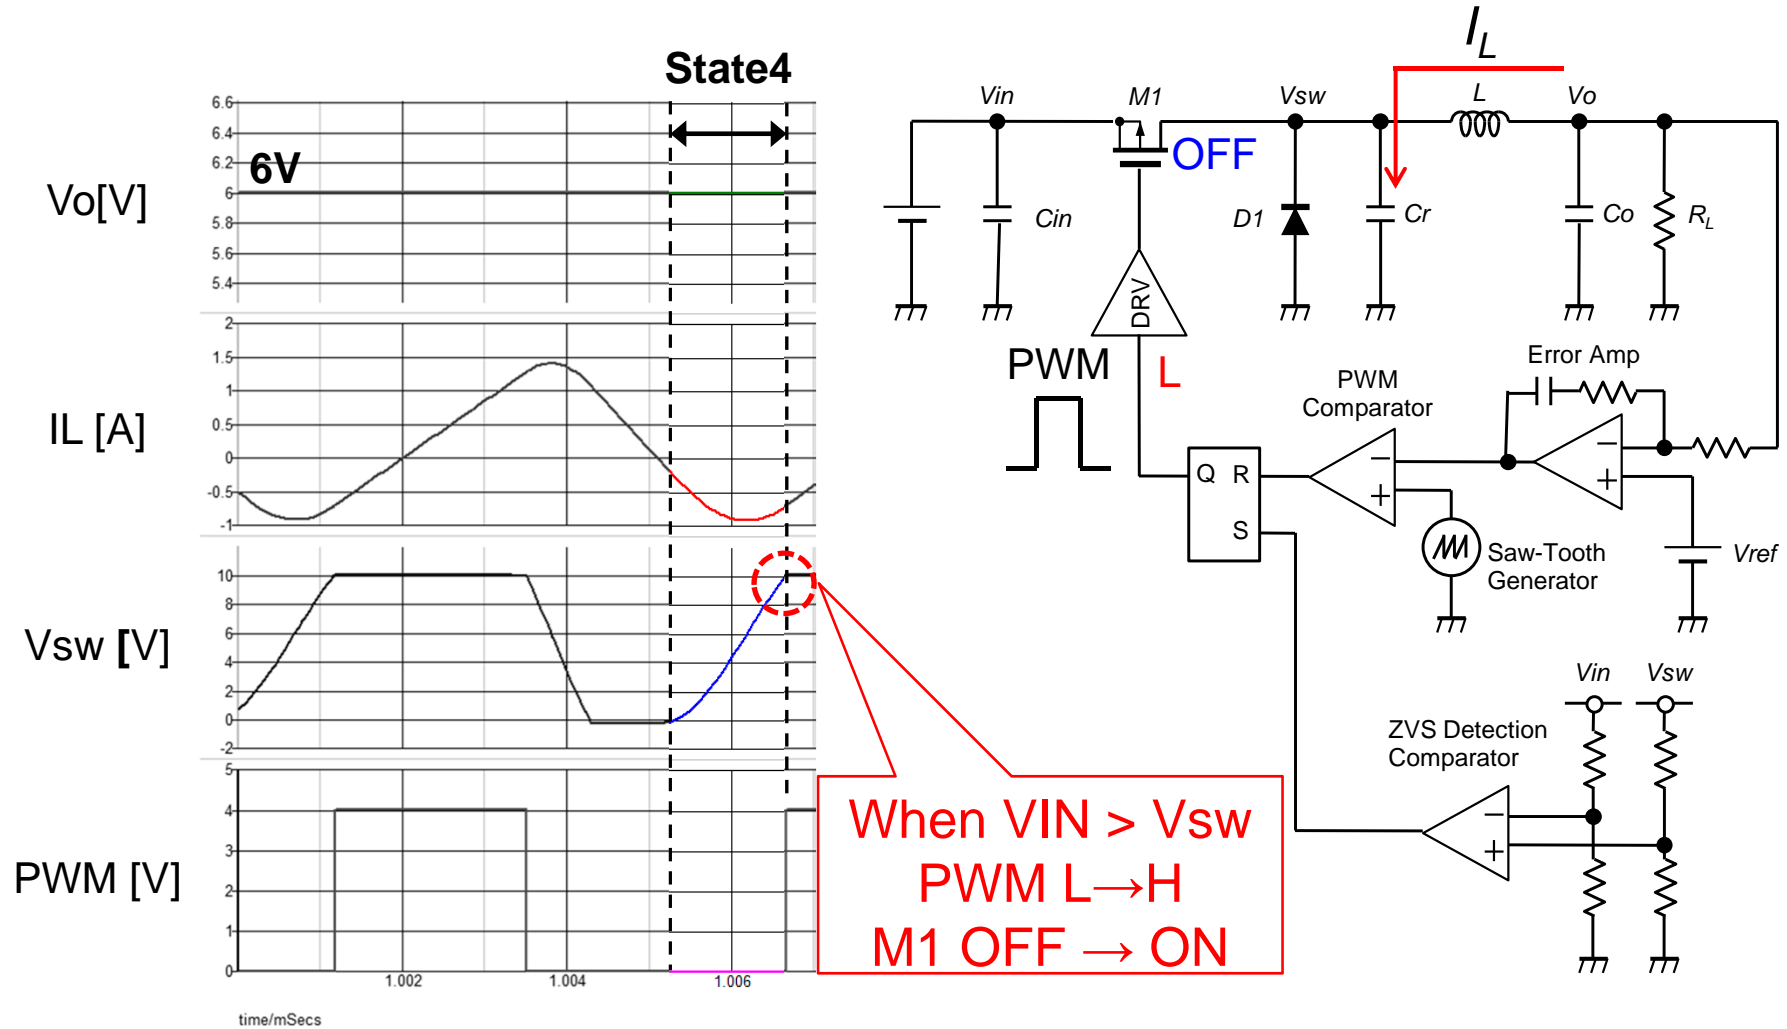 State4
Vo[V]
6.6
6.4
6.2
6V
6
5.8
5.6
5.4
IL [A]
2
1.5
1
0.5
0
-0.5
-1
Vsw [V]
10
8
6
4
2
0
-2
PWM [V]
5
4
3
2
1
0
1.002
1.004
1.006
time/mSecs
When VIN > Vsw
PWM L→H
M1 OFF → ON
IL
Vin
M1
Vsw
L
Vo
OFF
Cin
D1
Cr
Co
RL
DRV
PWM
L
PWM
Comparator
Error Amp
Q
R
S
Saw-Tooth
Generator
Vref
Vin
Vsw
ZVS Detection
Comparator